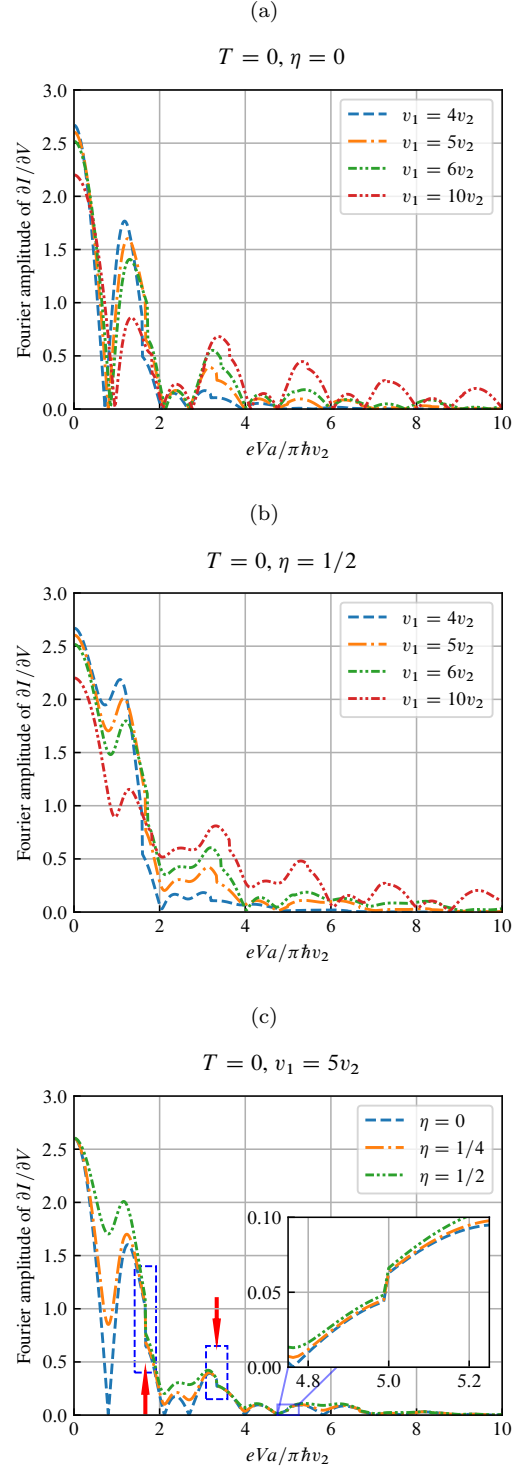 (a)
T = 0, η = 0
Fourier amplitude of ∂I/∂V
3.0
2.5
2.0
1.5
1.0
0.5
0.0
v₁ = 4v₂
v₁ = 5v₂
v₁ = 6v₂
v₁ = 10v₂
0 2 4 6 8 10
eVa/πħv₂
(b)
T = 0, η = 1/2
Fourier amplitude of ∂I/∂V
3.0
2.5
2.0
1.5
1.0
0.5
0.0
v₁ = 4v₂
v₁ = 5v₂
v₁ = 6v₂
v₁ = 10v₂
0 2 4 6 8 10
eVa/πħv₂
(c)
T = 0, v₁ = 5v₂
Fourier amplitude of ∂I/∂V
3.0
2.5
2.0
1.5
1.0
0.5
0.0
η = 0
η = 1/4
η = 1/2
0.10
0.05
0.00
4.8 5.0 5.2
0 2 4 6 8 10
eVa/πħv₂